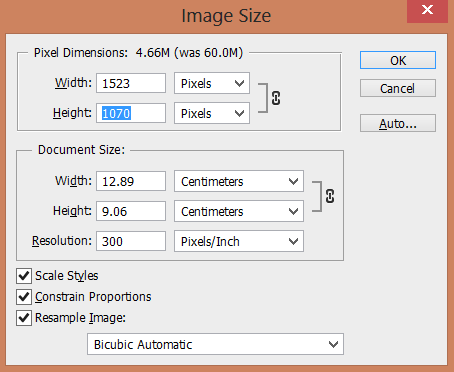 Image Size
Pixel Dimensions: 4.66M (was 60.0M)
Width: 1523 Pixels
Height: 1070 Pixels
OK
Cancel
Auto...
Document Size:
Width: 12.89 Centimeters
Height: 9.06 Centimeters
Resolution: 300 Pixels/Inch
Scale Styles
Constrain Proportions
Resample Image:
Bicubic Automatic